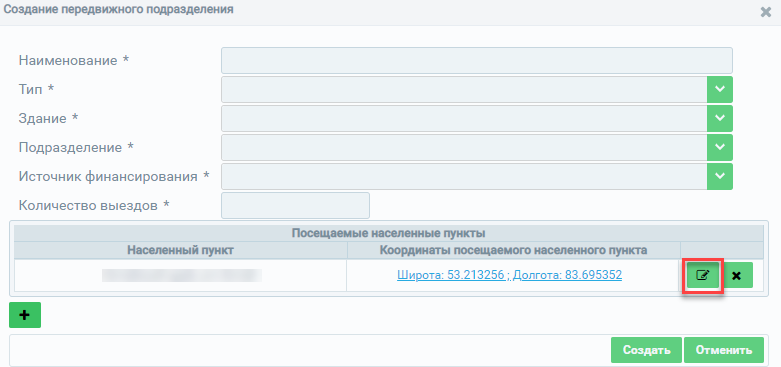 Создание передвижного подразделения
Наименование *
Тип *
Здание *
Подразделение *
Источник финансирования *
Количество выездов *
Посещаемые населенные пункты
Населенный пункт Координаты посещаемого населенного пункта
Широта: 53.213256 ; Долгота: 83.695352
Создать Отменить